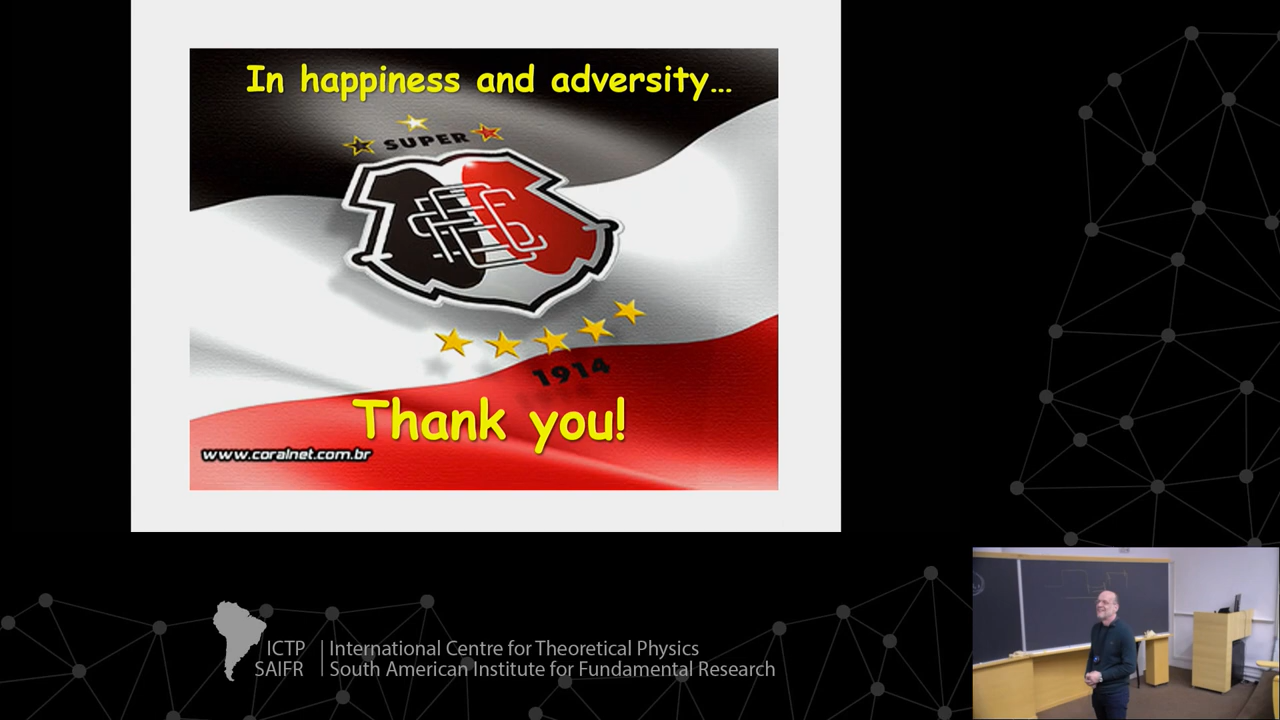 In happiness and adversity...
SUPER
1914
Thank you!
www.coralnet.com.br
ICTP
SAIFR
International Centre for Theoretical Physics
South American Institute for Fundamental Research